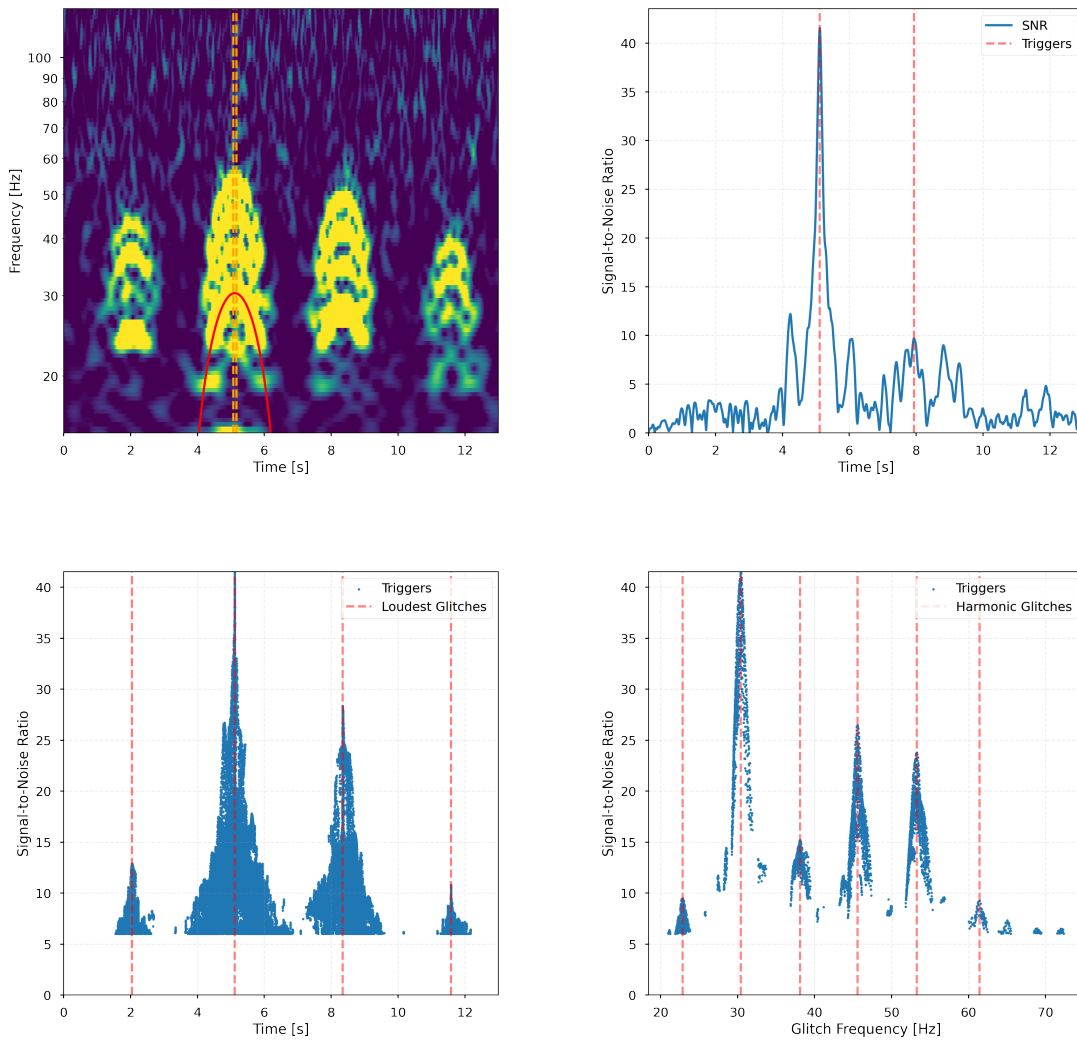 100
90
80
70
60
50
40
30
20
Frequency [Hz]
0 2 4 6 8 10 12
Time [s]
SNR
Triggers
40
35
30
25
20
15
10
5
0
Signal-to-Noise Ratio
0 2 4 6 8 10 12
Time [s]
Triggers
Loudest Glitches
40
35
30
25
20
15
10
5
0
Signal-to-Noise Ratio
0 2 4 6 8 10 12
Time [s]
Triggers
Harmonic Glitches
40
35
30
25
20
15
10
5
0
Signal-to-Noise Ratio
20 30 40 50 60 70
Glitch Frequency [Hz]